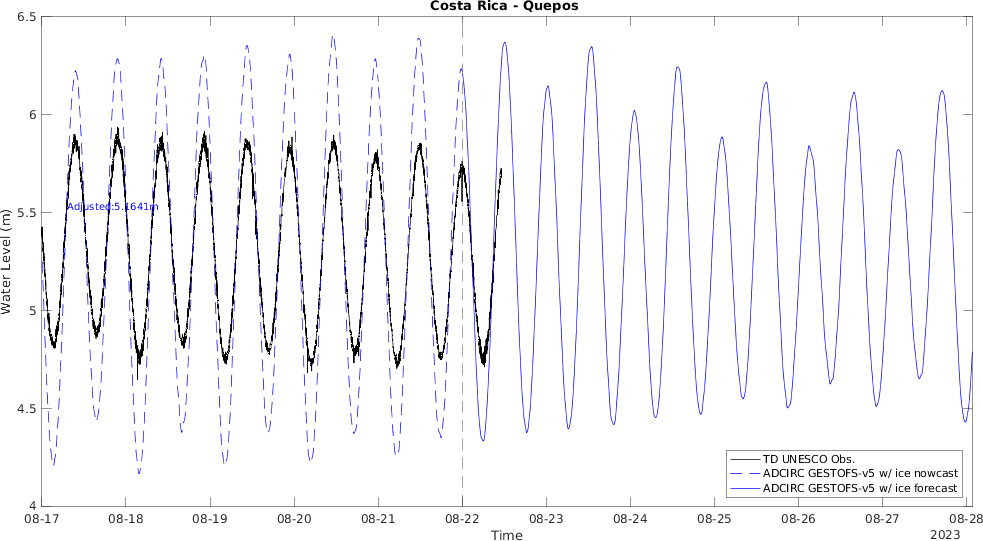 Costa Rica - Quepos
6.5
6
5.5
5
4.5
4
Water Level (m)
Adjusted:5.1641m
TD UNESCO Obs.
ADCIRC GESTOFS-v5 w/ ice nowcast
ADCIRC GESTOFS-v5 w/ ice forecast
08-17 08-18 08-19 08-20 08-21 08-22 08-23 08-24 08-25 08-26 08-27 08-28
Time
2023